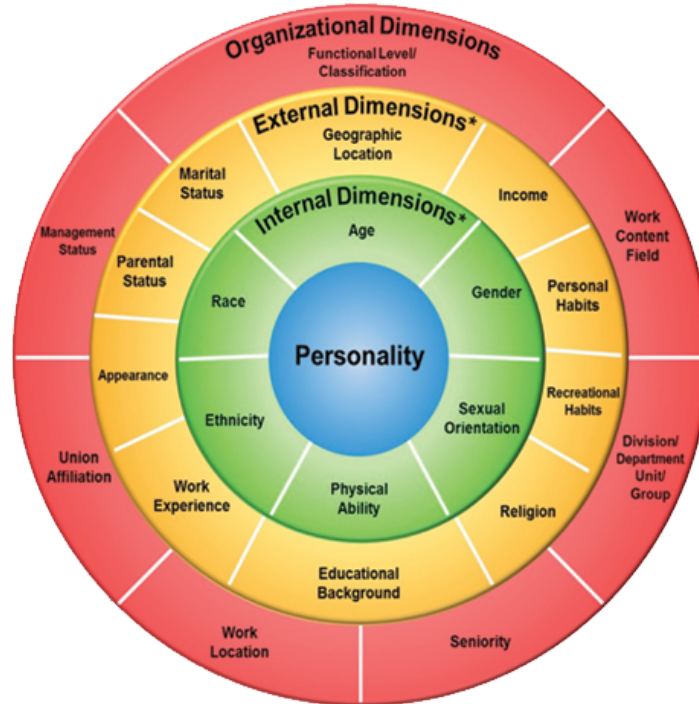 Organizational Dimensions
Functional Level/
Classification
Work
Content
Field
Division/
Department
Unit/
Group
Seniority
Work
Location
Union
Affiliation
Management
Status
External Dimensions*
Geographic
Location
Income
Personal
Habits
Recreational
Habits
Religion
Educational
Background
Work
Experience
Appearance
Parental
Status
Marital
Status
Internal Dimensions*
Age
Gender
Sexual
Orientation
Physical
Ability
Ethnicity
Race
Personality